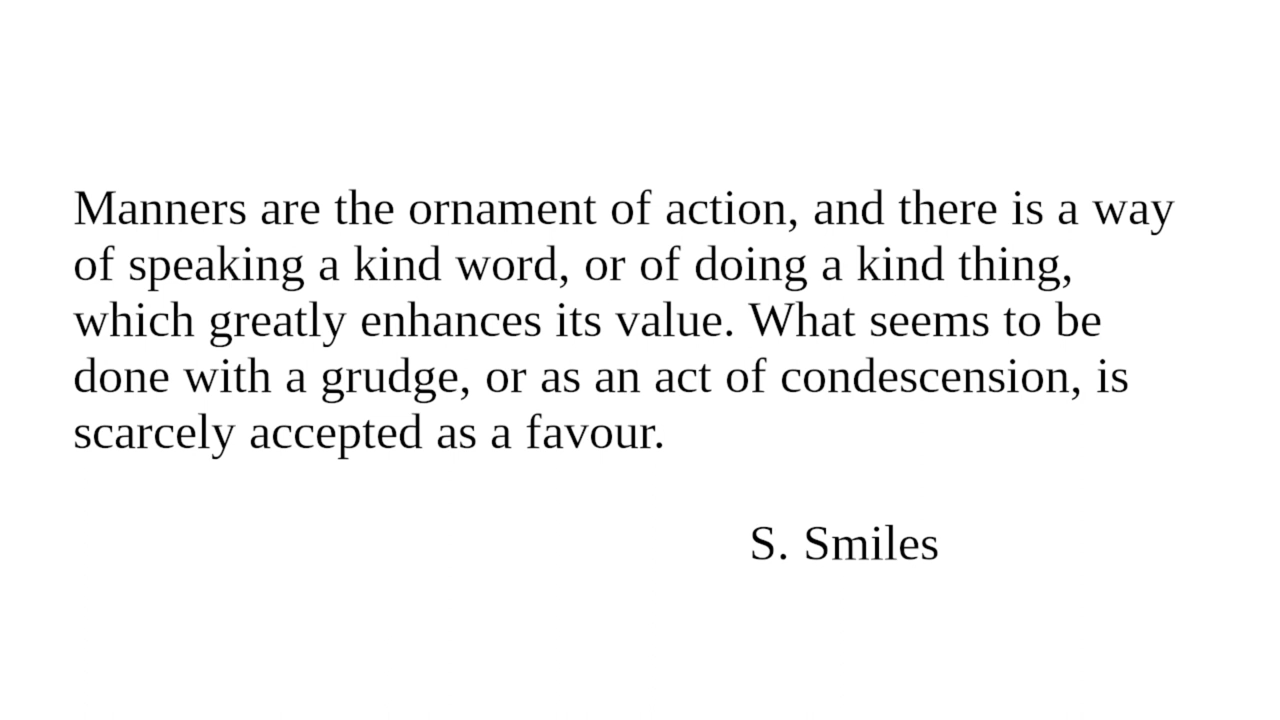 Manners are the ornament of action, and there is a way
of speaking a kind word, or of doing a kind thing,
which greatly enhances its value. What seems to be
done with a grudge, or as an act of condescension, is
scarcely accepted as a favour.
S. Smiles